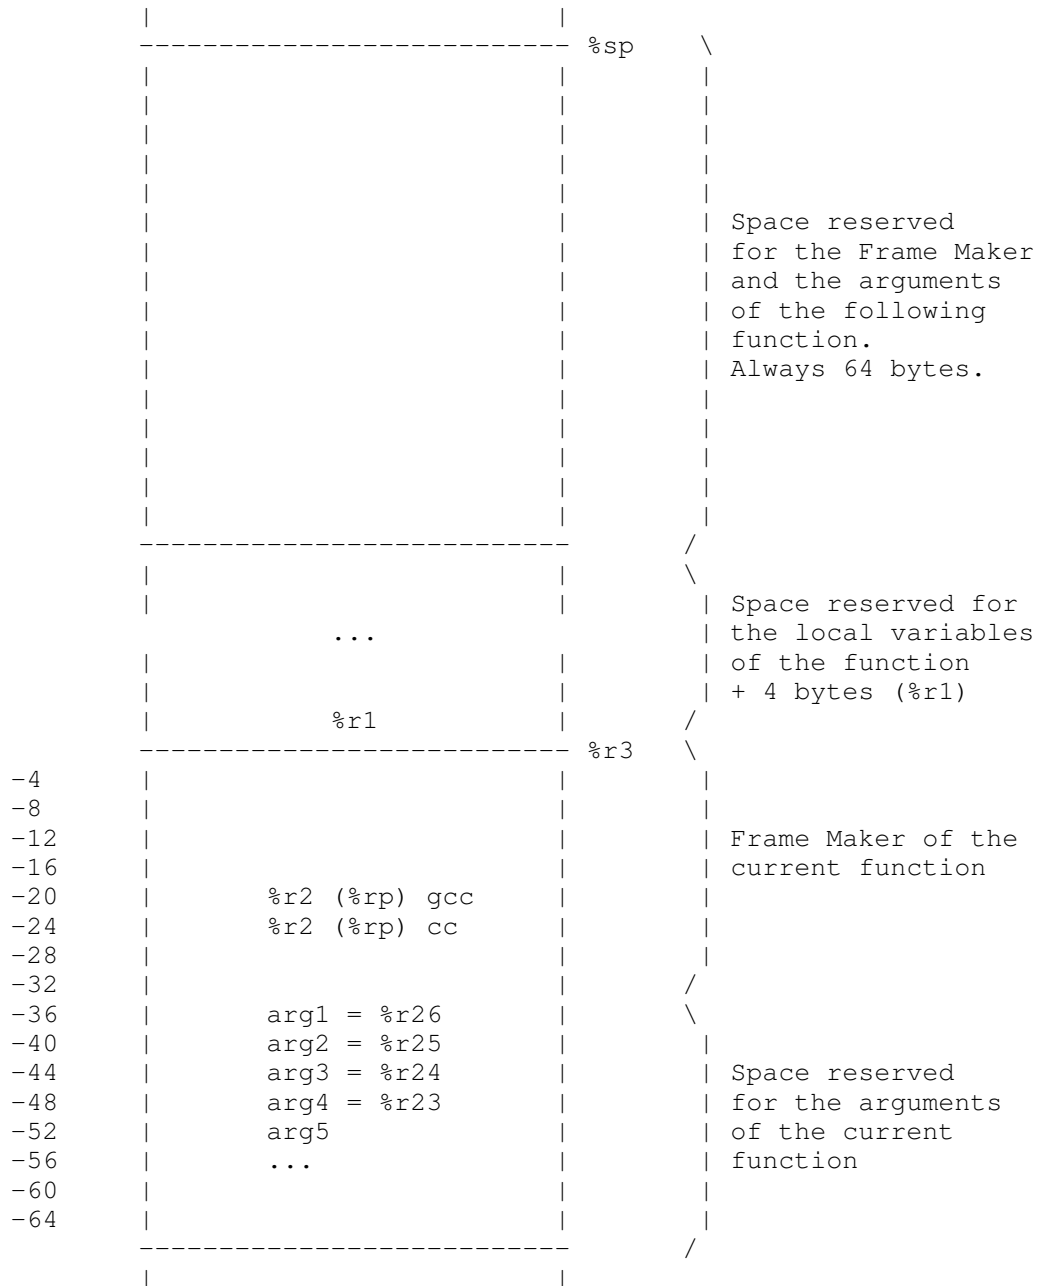 |                          |
--------------------------- %sp    \
|                          |        |
|                          |        |
|                          |        |
|                          |        |
|                          |        |
|                          |        | Space reserved
|                          |        | for the Frame Maker
|                          |        | and the arguments
|                          |        | of the following
|                          |        | function.
|                          |        | Always 64 bytes.
|                          |        |
|                          |        |
|                          |        |
|                          |        |
|                          |        |
---------------------------        /
|                          |       \
|                          |        | Space reserved for
            ...                     | the local variables
|                          |        | of the function
|                          |        | + 4 bytes (%r1)
|           %r1            |       /
--------------------------- %r3    \
-4      |                          |        |
-8      |                          |        |
-12     |                          |        | Frame Maker of the
-16     |                          |        | current function
-20     |       %r2 (%rp) gcc      |        |
-24     |       %r2 (%rp) cc       |        |
-28     |                          |        |
-32     |                          |       /
-36     |       arg1 = %r26        |       \
-40     |       arg2 = %r25        |        |
-44     |       arg3 = %r24        |        | Space reserved
-48     |       arg4 = %r23        |        | for the arguments
-52     |       arg5               |        | of the current
-56     |       ...                |        | function
-60     |                          |        |
-64     |                          |        |
---------------------------        /
|                          |